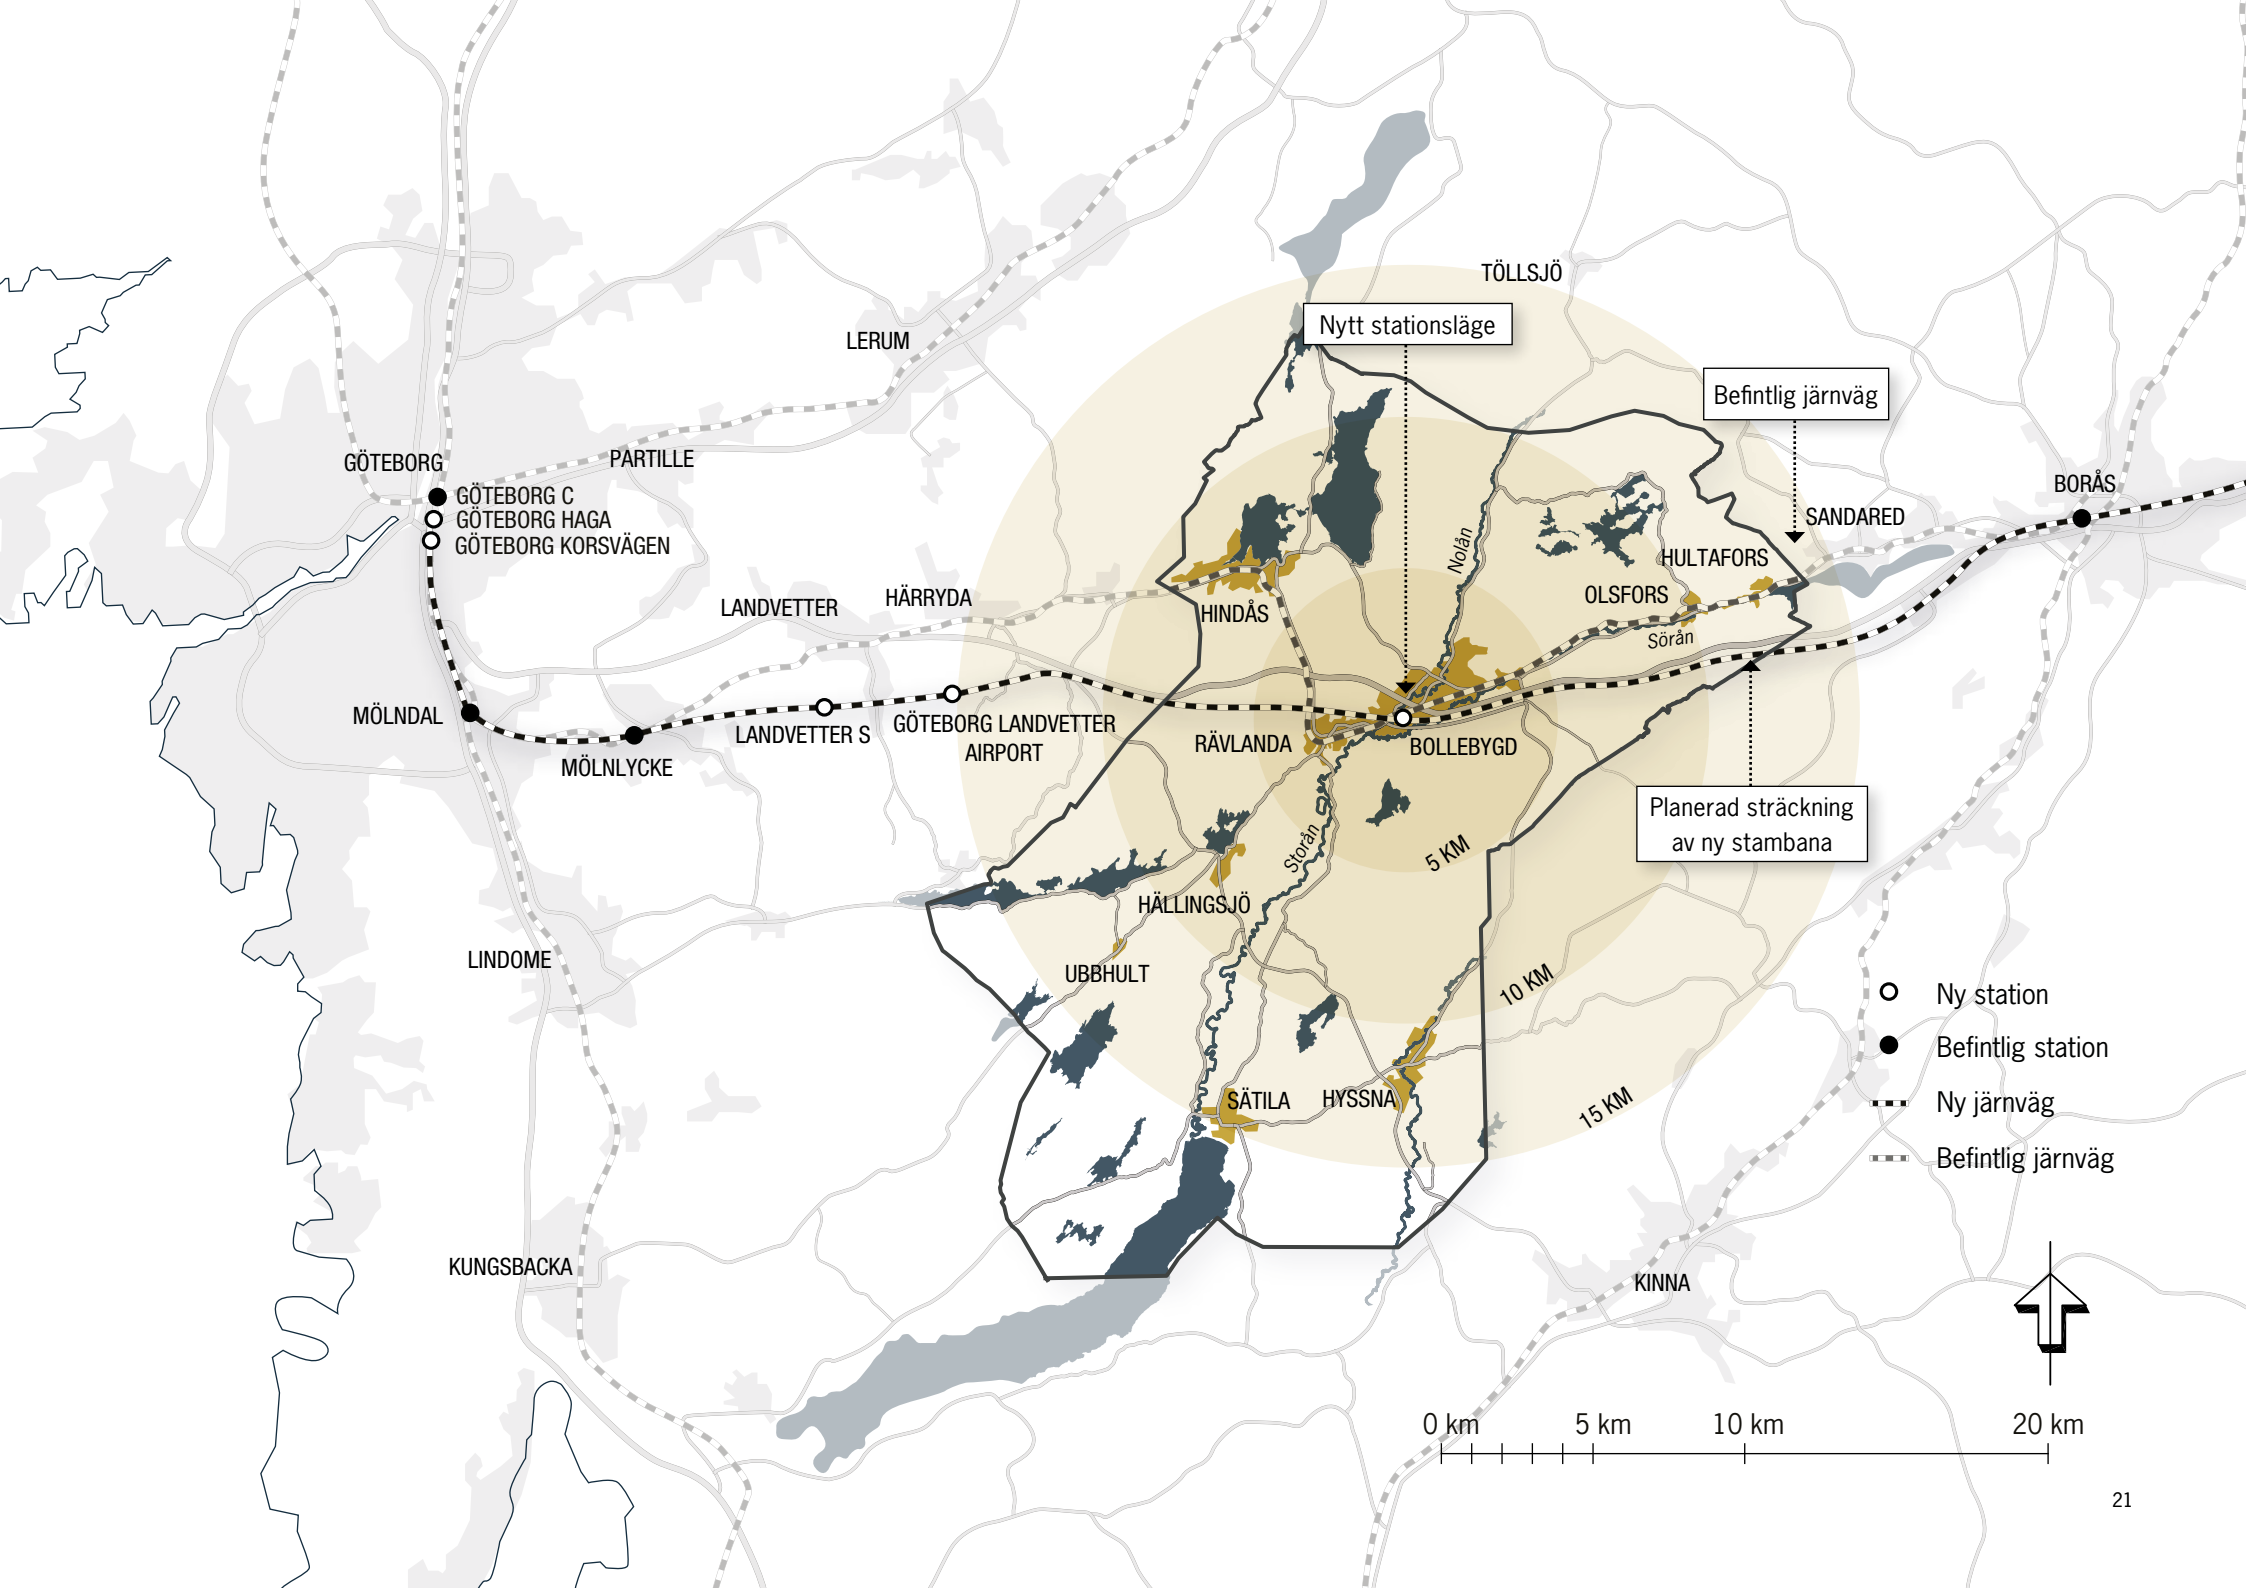 TÖLLSJÖ
Nytt stationsläge
LERUM
Befintlig järnväg
GÖTEBORG
PARTILLE
BORÅS
GÖTEBORG C
GÖTEBORG HAGA
GÖTEBORG KORSVÄGEN
SANDARED
Nolån
HULTAFORS
OLSFORS
HÄRRYDA
LANDVETTER
HINDÅS
Sörån
MÖLNDAL
GÖTEBORG LANDVETTER
AIRPORT
LANDVETTER S
RÄVLANDA
BOLLEBYGD
MÖLNLYCKE
Planerad sträckning
av ny stambana
Storån
5 KM
HÄLLINGSJÖ
LINDOME
UBBHULT
10 KM
Ny station
Befintlig station
SÄTILA
HYSSNA
15 KM
Ny järnväg
Befintlig järnväg
KUNGSBACKA
KINNA
0 km
5 km
10 km
20 km
21